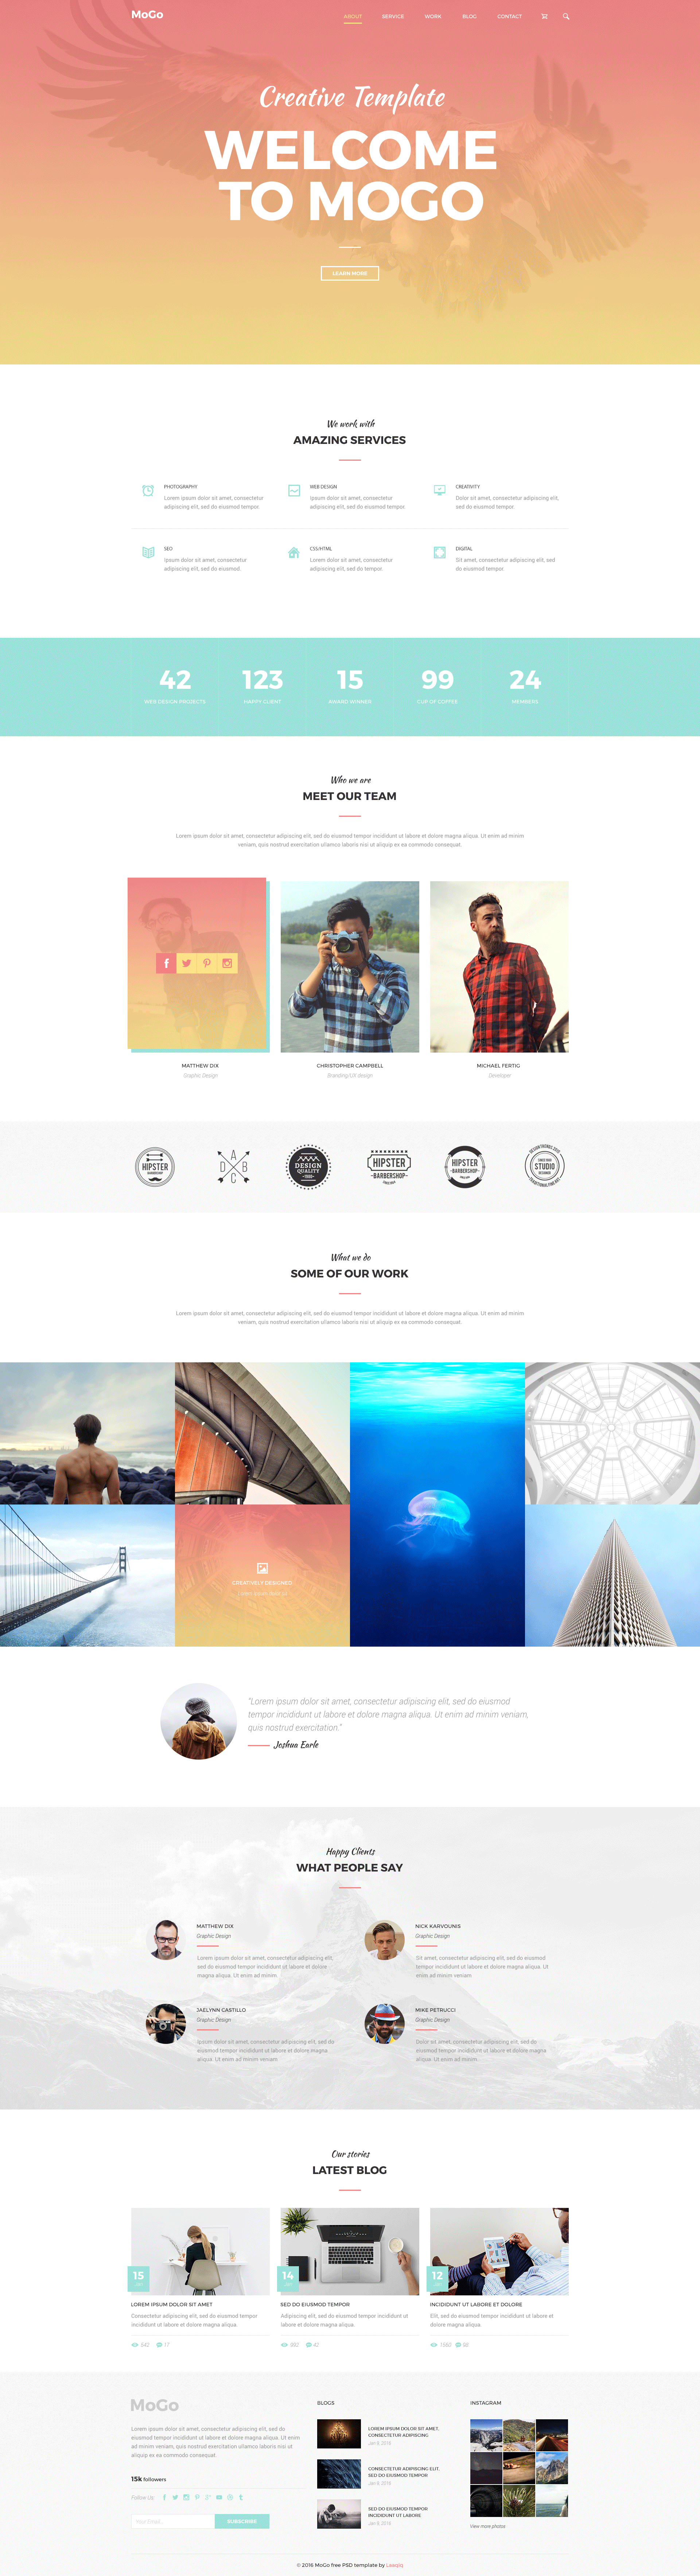 MoGo
ABOUT SERVICE WORK BLOG CONTACT
Creative Template
WELCOME
TO MOGO
LEARN MORE
We work with
AMAZING SERVICES
PHOTOGRAPHY
Lorem ipsum dolor sit amet, consectetur
adipiscing elit, sed do eiusmod tempor.
WEB DESIGN
Ipsum dolor sit amet, consectetur
adipiscing elit, sed do eiusmod tempor.
CREATIVITY
Dolor sit amet, consectetur adipiscing elit,
sed do eiusmod tempor.
SEO
Ipsum dolor sit amet, consectetur
adipiscing elit, sed do eiusmod.
CSS/HTML
Lorem dolor sit amet, consectetur
adipiscing elit, sed do tempor.
DIGITAL
Sit amet, consectetur adipiscing elit, sed
do eiusmod tempor.
42 123 15 99 24
WEB DESIGN PROJECTS HAPPY CLIENT AWARD WINNER CUP OF COFFEE MEMBERS
Who we are
MEET OUR TEAM
Lorem ipsum dolor sit amet, consectetur adipiscing elit, sed do eiusmod tempor incididunt ut labore et dolore magna aliqua. Ut enim ad minim
veniam, quis nostrud exercitation ullamco laboris nisi ut aliquip ex ea commodo consequat.
MATTHEW DIX
Graphic Design
CHRISTOPHER CAMPBELL
Branding/UX design
MICHAEL FERTIG
Developer
HIPSTER
BARBERSHOP
A
D B
C
DESIGN
QUALITY
HIPSTER
-BARBERSHOP-
HIPSTER
-BARBERSHOP-
STUDIO
What we do
SOME OF OUR WORK
Lorem ipsum dolor sit amet, consectetur adipiscing elit, sed do eiusmod tempor incididunt ut labore et dolore magna aliqua. Ut enim ad minim
veniam, quis nostrud exercitation ullamco laboris nisi ut aliquip ex ea commodo consequat.
CREATIVELY DESIGNED
“Lorem ipsum dolor sit amet, consectetur adipiscing elit, sed do eiusmod
tempor incididunt ut labore et dolore magna aliqua. Ut enim ad minim veniam,
quis nostrud exercitation.”
Joshua Earle
Happy Clients
WHAT PEOPLE SAY
MATTHEW DIX
Graphic Design
Lorem ipsum dolor sit amet, consectetur adipiscing elit,
sed do eiusmod tempor incididunt ut labore et dolore
magna aliqua. Ut enim ad minim.
NICK KARVOUNIS
Graphic Design
Sit amet, consectetur adipiscing elit, sed do eiusmod
tempor incididunt ut labore et dolore magna aliqua. Ut
enim ad minim veniam.
JAELYNN CASTILLO
Graphic Design
Ipsum dolor sit amet, consectetur adipiscing elit, sed do
eiusmod tempor incididunt ut labore et dolore magna
aliqua. Ut enim ad minim veniam.
MIKE PETRUCCI
Graphic Design
Dolor sit amet, consectetur adipiscing elit, sed do
eiusmod tempor incididunt ut labore et dolore magna
aliqua. Ut enim ad minim.
Our stories
LATEST BLOG
15
LOREM IPSUM DOLOR SIT AMET
Consectetur adipiscing elit, sed do eiusmod tempor
incididunt ut labore et dolore magna aliqua.
542 17
14
SED DO EIUSMOD TEMPOR
Adipiscing elit, sed do eiusmod tempor incididunt ut
labore et dolore magna aliqua.
992 42
12
INCIDIDUNT UT LABORE ET DOLORE
Elit, sed do eiusmod tempor incididunt ut labore et
dolore magna aliqua.
1560 98
MoGo
Lorem ipsum dolor sit amet, consectetur adipiscing elit, sed do
eiusmod tempor incididunt ut labore et dolore magna aliqua. Ut enim
ad minim veniam, quis nostrud exercitation ullamco laboris nisi ut
aliquip ex ea commodo consequat.
15k followers
Follow Us:
Your Email...
SUBSCRIBE
BLOGS
LOREM IPSUM DOLOR SIT AMET,
CONSECTETUR ADIPISCING
Jan 9, 2016
CONSECTETUR ADIPISCING ELIT,
SED DO EIUSMOD TEMPOR
Jan 9, 2016
SED DO EIUSMOD TEMPOR
INCIDIDUNT UT LABORE
Jan 9, 2016
INSTAGRAM
View more photos
© 2016 MoGo free PSD template by Laaqiq